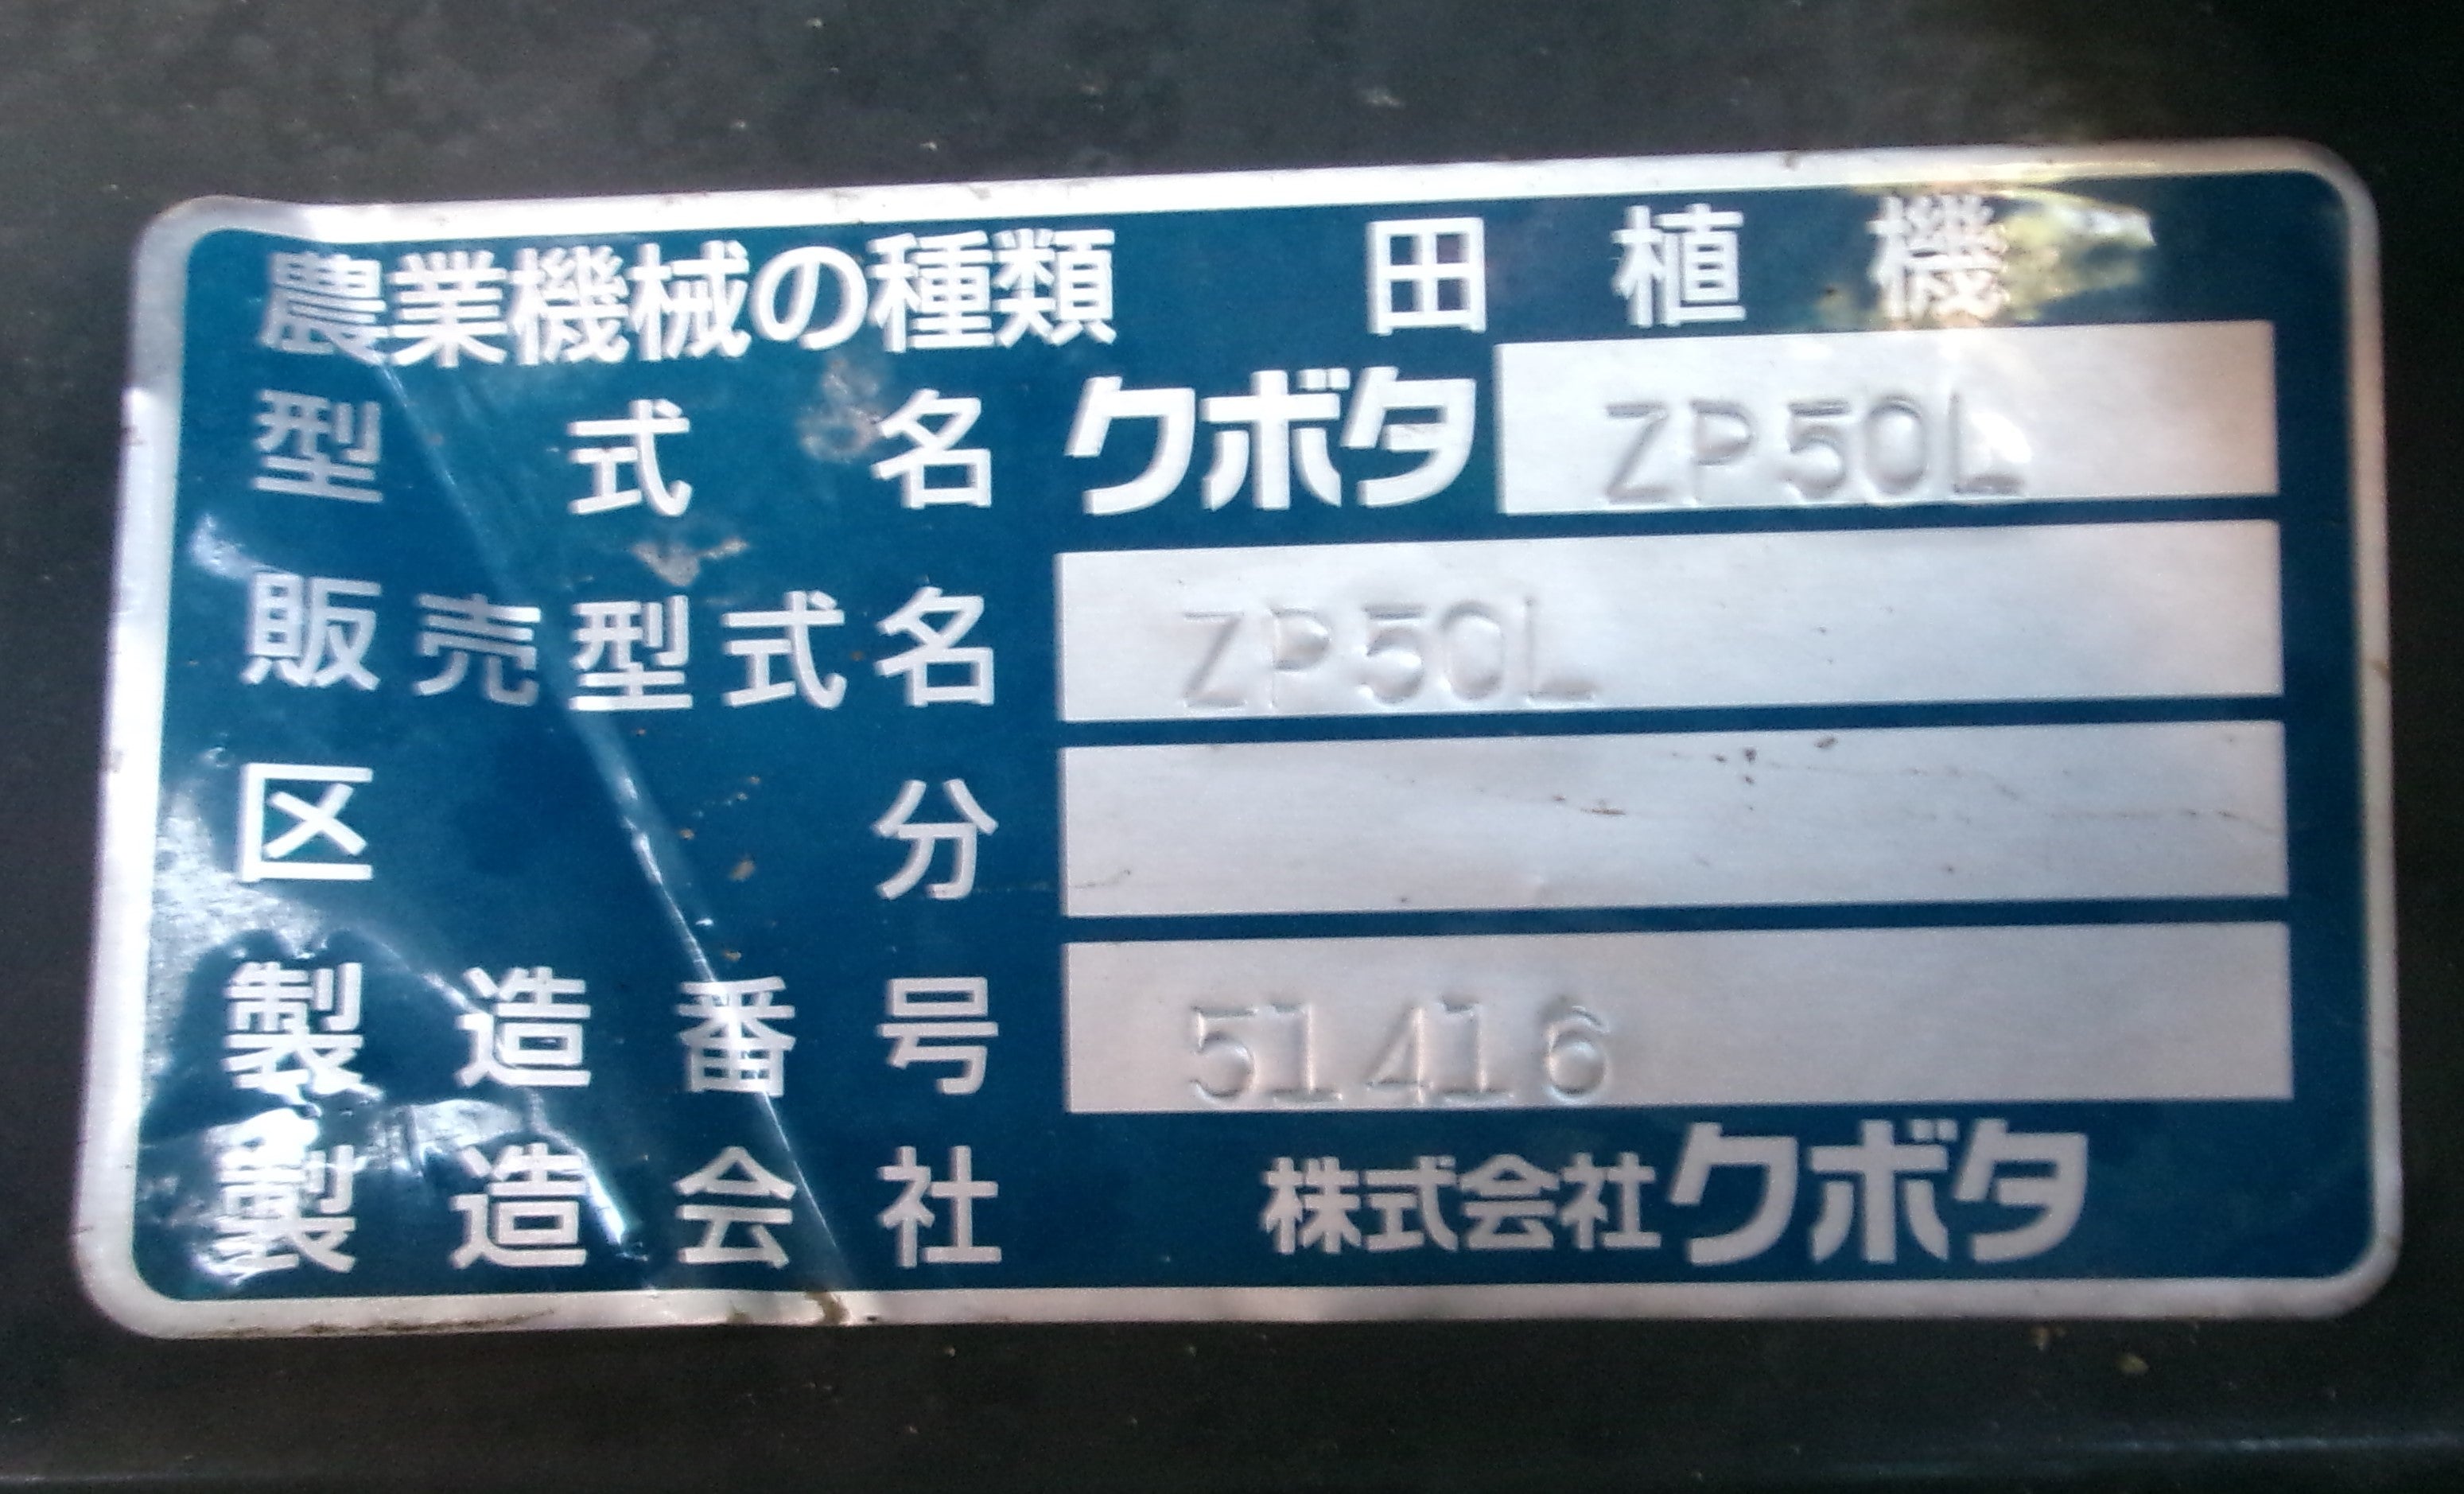 農業機械の種類 田植機
型式名 クボタ ZP50L
販売型式名 ZP50L
区分
製造番号 51416
製造会社 株式会社クボタ